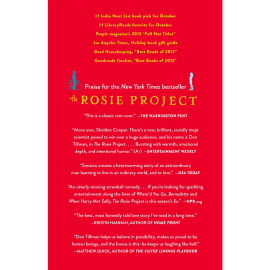 #1 Indie Next List book pick for October
#1 LibraryReads favorite for October
People magazine's 2013 "Fall Hot Titles"
Los Angeles Times, Holiday book gift guide
Good Housekeeping, "Best Books of 2013"
Goodreads finalist, "Best Books of 2013"
Praise for the New York Times bestseller
the ROSIE PROJECT
"This is a classic rom-com." —THE WASHINGTON POST
"Move over, Sheldon Cooper. There's a new, brilliant, socially inept
scientist poised to win over a huge audience, and his name is Don
Tillman, in The Rosie Project. . . . Bursting with warmth, emotional
depth, and intentional humor." (A-) —ENTERTAINMENT WEEKLY
"Simsion creates a heartwarming story of an extraordinary
man learning to live in an ordinary world, and to love." —USA TODAY
"An utterly winning screwball comedy. . . . If you're looking for sparkling
entertainment along the lines of Where'd You Go, Bernadette and
When Harry Met Sally, The Rosie Project is this season's fix." —NPR.org
"The best, most honestly told love story I've read in a long time."
—KRISTIN HANNAH, AUTHOR OF HOME FRONT
"Don Tillman helps us believe in possibility, makes us proud to be
human beings, and the bonus is this: he keeps us laughing like hell."
—MATTHEW QUICK, AUTHOR OF THE SILVER LININGS PLAYBOOK